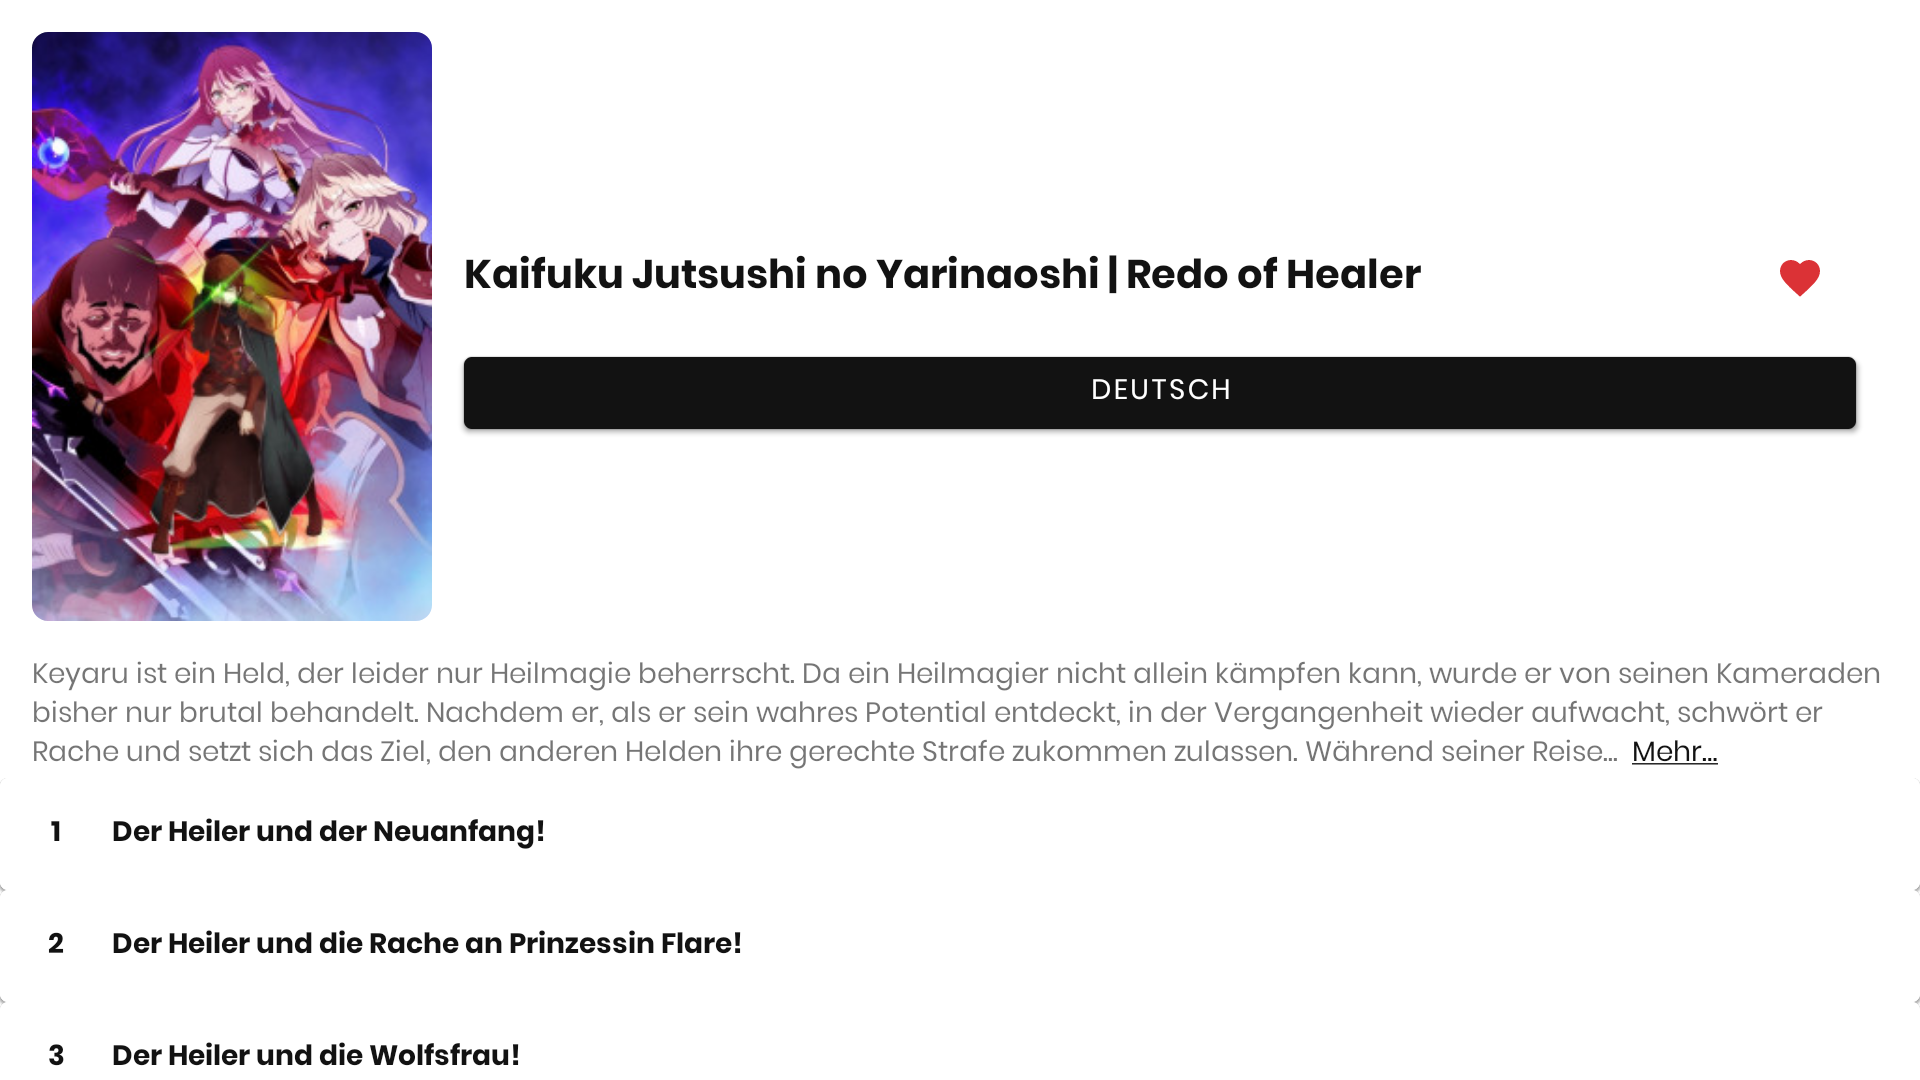 Kaifuku Jutsushi no Yarinaoshi | Redo of Healer
DEUTSCH
Keyaru ist ein Held, der leider nur Heilmagie beherrscht. Da ein Heilmagier nicht allein kämpfen kann, wurde er von seinen Kameraden
bisher nur brutal behandelt. Nachdem er, als er sein wahres Potential entdeckt, in der Vergangenheit wieder aufwacht, schwört er
Rache und setzt sich das Ziel, den anderen Helden ihre gerechte Strafe zukommen zulassen. Während seiner Reise... Mehr...
1 Der Heiler und der Neuanfang!
2 Der Heiler und die Rache an Prinzessin Flare!
3 Der Heiler und die Wolfsfrau!